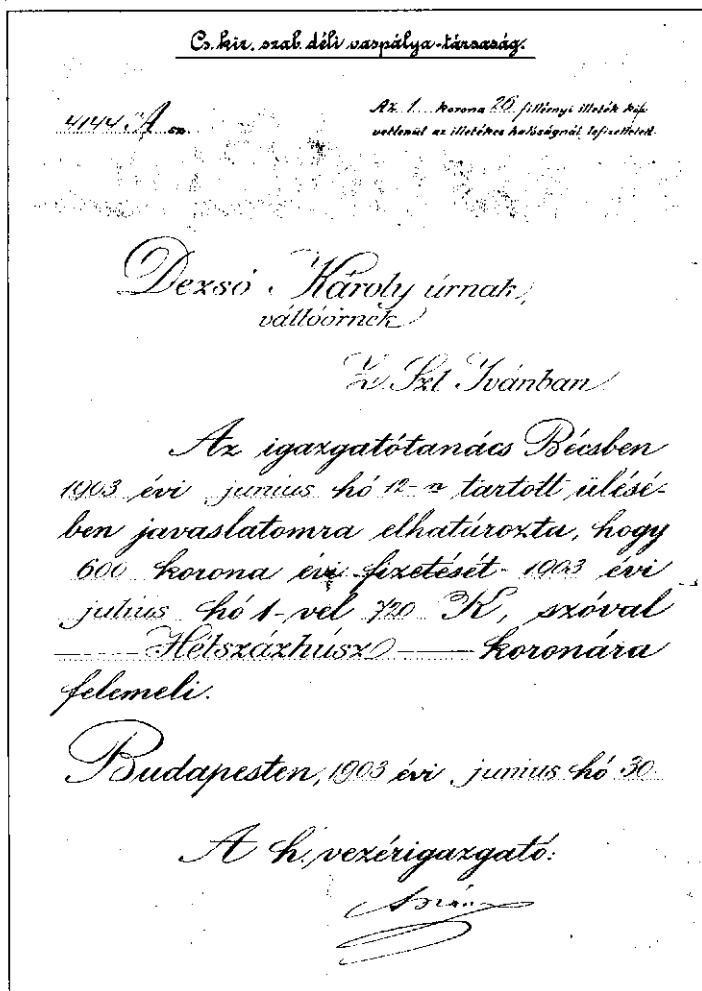 Cs. kir. szab. déli vaspálya-társaság.
4144 A sz.
Az 1 korona 26 fillérnyi illeték köz-
vetlenül az illetékes hatóságnál lefizettetett.
Dezsó Károly úrnak,
váltóőrnek
Z. Szt. Ivánban
Az igazgatótanács Bécsben
1903 évi junius hó 12-n tartott ülésé-
ben javaslatomra elhatározta, hogy
600 korona évi fizetését 1903 évi
julius hó 1-vel 720 K, szóval
Hétszázhúsz koronára
felemeli.
Budapesten, 1903 évi junius hó 30
A h. vezérigazgató: